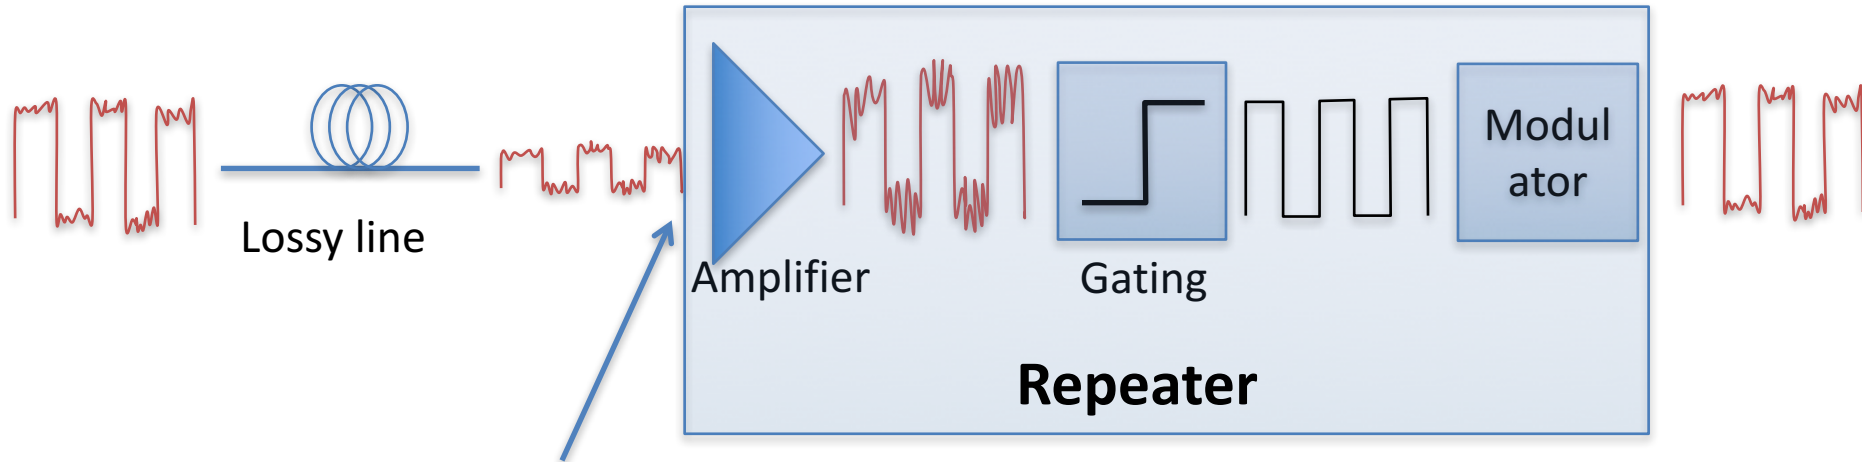 Lossy line
Amplifier
Gating
Modul
ator
Repeater